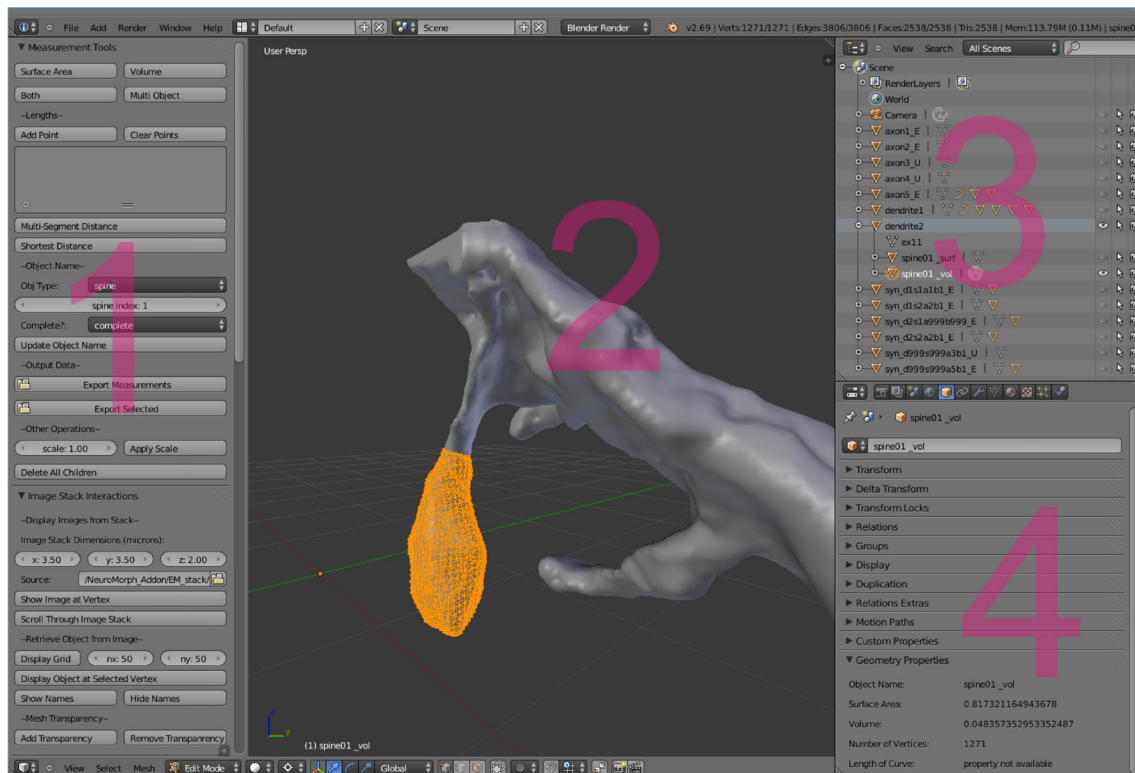 File Add Render Window Help Default Scene Blender Render v2.69 | Verts:1271/1271 | Edges:3806/3806 | Faces:2538/2538 | Tris:2538 | Mem:113.79M (0.11M) | spine0
Measurement Tools
Surface Area Volume
Both Multi Object
--Lengths--
Add Point Clear Points
Multi-Segment Distance
Shortest Distance
--Object Name--
Obj Type: spine
spine index: 1
Complete?: complete
Update Object Name
--Output Data--
Export Measurements
Export Selected
--Other Operations--
scale: 1.00 Apply Scale
Delete All Children
Image Stack Interactions
--Display Images from Stack--
Image Stack Dimensions (microns):
x: 3.50 y: 3.50 z: 2.00
Source: /NeuroMorph_Addon/EM_stack/
Show Image at Vertex
Scroll Through Image Stack
--Retrieve Object from Image--
Display Grid nx: 50 ny: 50
Display Object at Selected Vertex
Show Names Hide Names
--Mesh Transparency--
Add Transparency Remove Transpanrency
1
User Persp
2
z
y
(1) spine01 _vol
View Select Mesh Edit Mode Global
View Search All Scenes
Scene
RenderLayers |
World
Camera |
axon1_E |
axon2_E |
axon3_U |
axon4_U |
axon5_E |
dendrite1 |
dendrite2
ex11
spine01 _surf |
spine01 _vol |
syn_d1s1a1b1_E |
syn_d1s2a2b1_E |
syn_d2s1a999b999_E |
syn_d2s2a2b1_E |
syn_d999s999a3b1_U |
syn_d999s999a5b1_E |
3
spine01 _vol
spine01 _vol
Transform
Delta Transform
Transform Locks
Relations
Groups
Display
Duplication
Relations Extras
Motion Paths
Custom Properties
Geometry Properties
Object Name: spine01 _vol
Surface Area: 0.817321164943678
Volume: 0.048357352953352487
Number of Vertices: 1271
Length of Curve: property not available
4